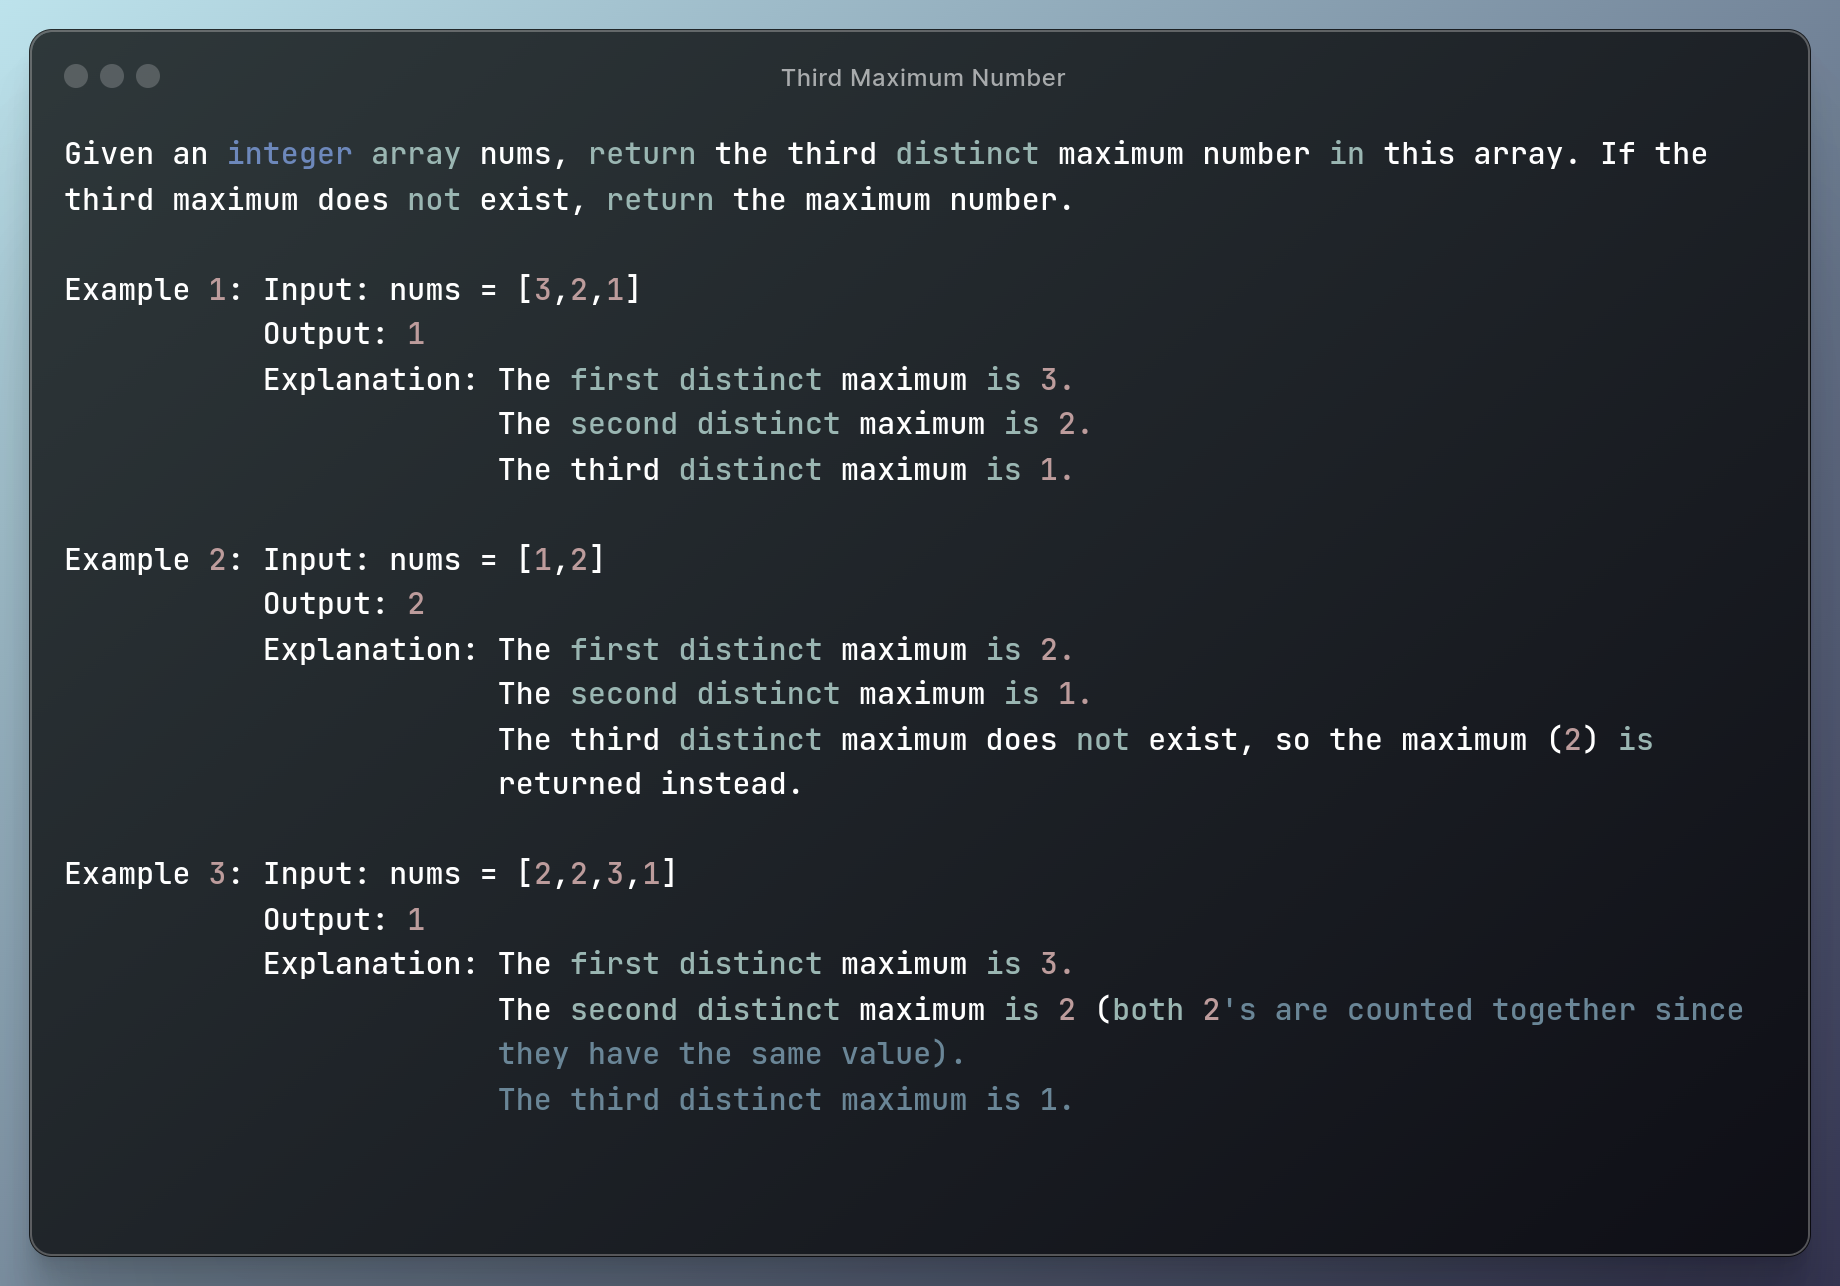 Third Maximum Number
Given an integer array nums, return the third distinct maximum number in this array. If the
third maximum does not exist, return the maximum number.
Example 1: Input: nums = [3,2,1]
Output: 1
Explanation: The first distinct maximum is 3.
The second distinct maximum is 2.
The third distinct maximum is 1.
Example 2: Input: nums = [1,2]
Output: 2
Explanation: The first distinct maximum is 2.
The second distinct maximum is 1.
The third distinct maximum does not exist, so the maximum (2) is
returned instead.
Example 3: Input: nums = [2,2,3,1]
Output: 1
Explanation: The first distinct maximum is 3.
The second distinct maximum is 2 (both 2's are counted together since
they have the same value).
The third distinct maximum is 1.